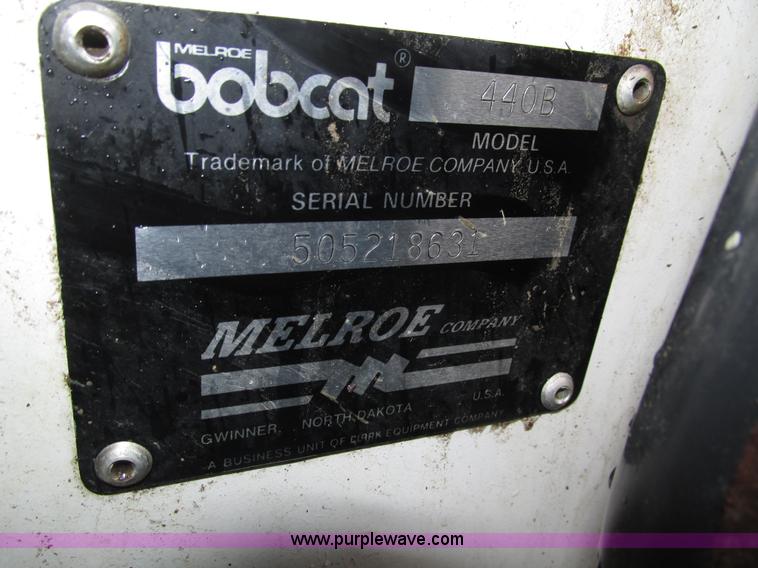 MELROE
bobcat ® 440B
MODEL
Trademark of MELROE COMPANY U.S.A.
SERIAL NUMBER
505218631
MELROE COMPANY
GWINNER, NORTH DAKOTA U.S.A.
A BUSINESS UNIT OF CLARK EQUIPMENT COMPANY
www.purplewave.com